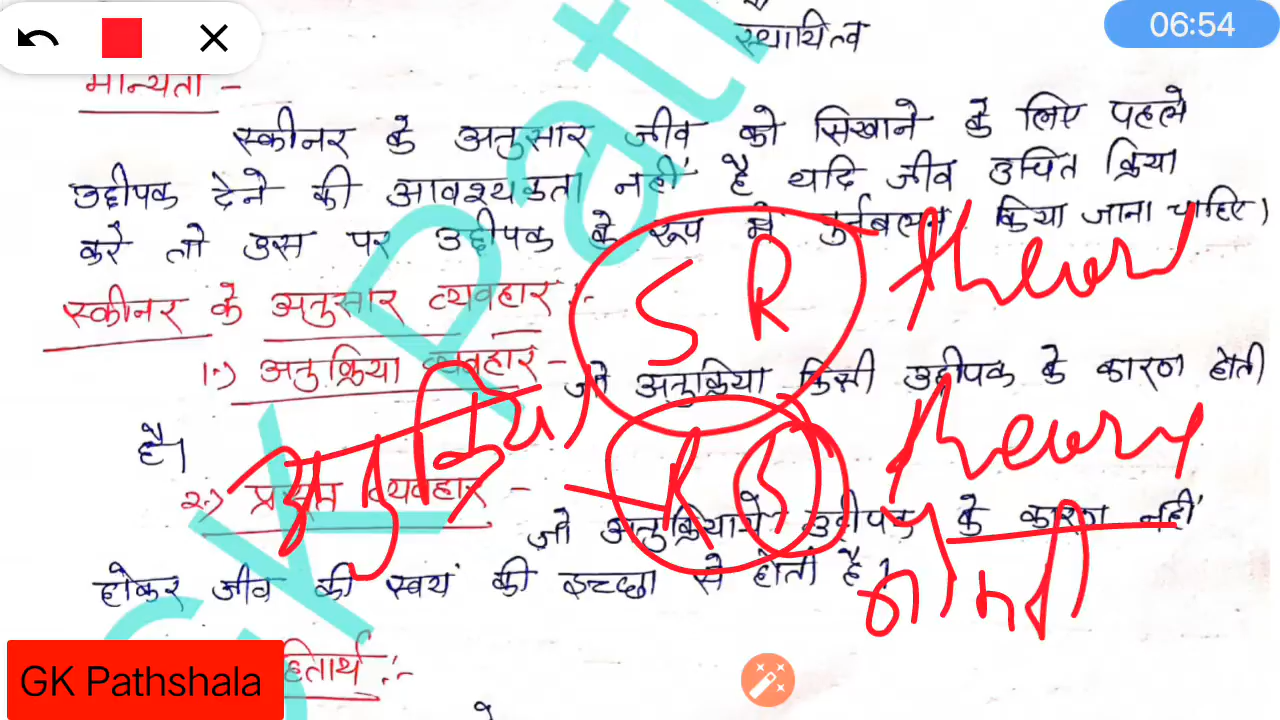 स्थायित्व
06:54
मान्यता -
स्कीनर के अनुसार जीव को सिखाने के लिए पहले
उद्दीपक देने की आवश्यकता नहीं है यदि जीव उचित क्रिया
करे तो उस पर उद्दीपक के रूप में पुर्नबलन किया जाना चाहिए)
SR theory
स्कीनर के अनुसार व्यवहार :-
1.) अनुक्रिया व्यवहार -
जो अनुक्रिया किसी उद्दीपक के कारण होती
है।
अनुक्रिया
RS theory
2.) प्रसूत व्यवहार -
जो अनुक्रियाये उद्दीपक के कारण नहीं
होकर जीव की स्वयं की इच्छा से होती है।
GK Pathshala